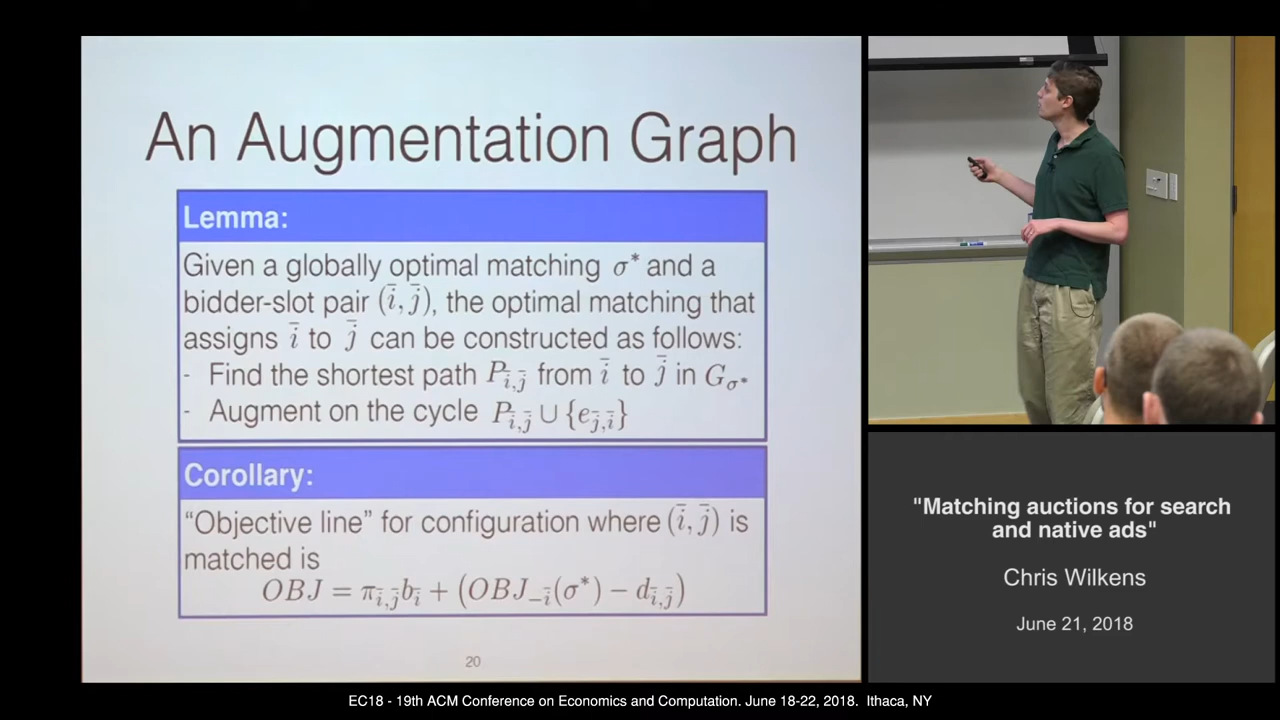 An Augmentation Graph
Lemma:
Given a globally optimal matching σ* and a
bidder-slot pair (i̅, j̅), the optimal matching that
assigns i̅ to j̅ can be constructed as follows:
- Find the shortest path P_{i̅,j̅} from i̅ to j̅ in G_{σ*}
- Augment on the cycle P_{i̅,j̅} ∪ {e_{j̅,i̅}}
Corollary:
“Objective line” for configuration where (i̅, j̅) is
matched is
OBJ = π_{i̅,j̅}b_{i̅} + (OBJ_{-i̅}(σ*) − d_{i̅,j̅})
20
"Matching auctions for search
and native ads"
Chris Wilkens
June 21, 2018
EC18 - 19th ACM Conference on Economics and Computation. June 18-22, 2018. Ithaca, NY